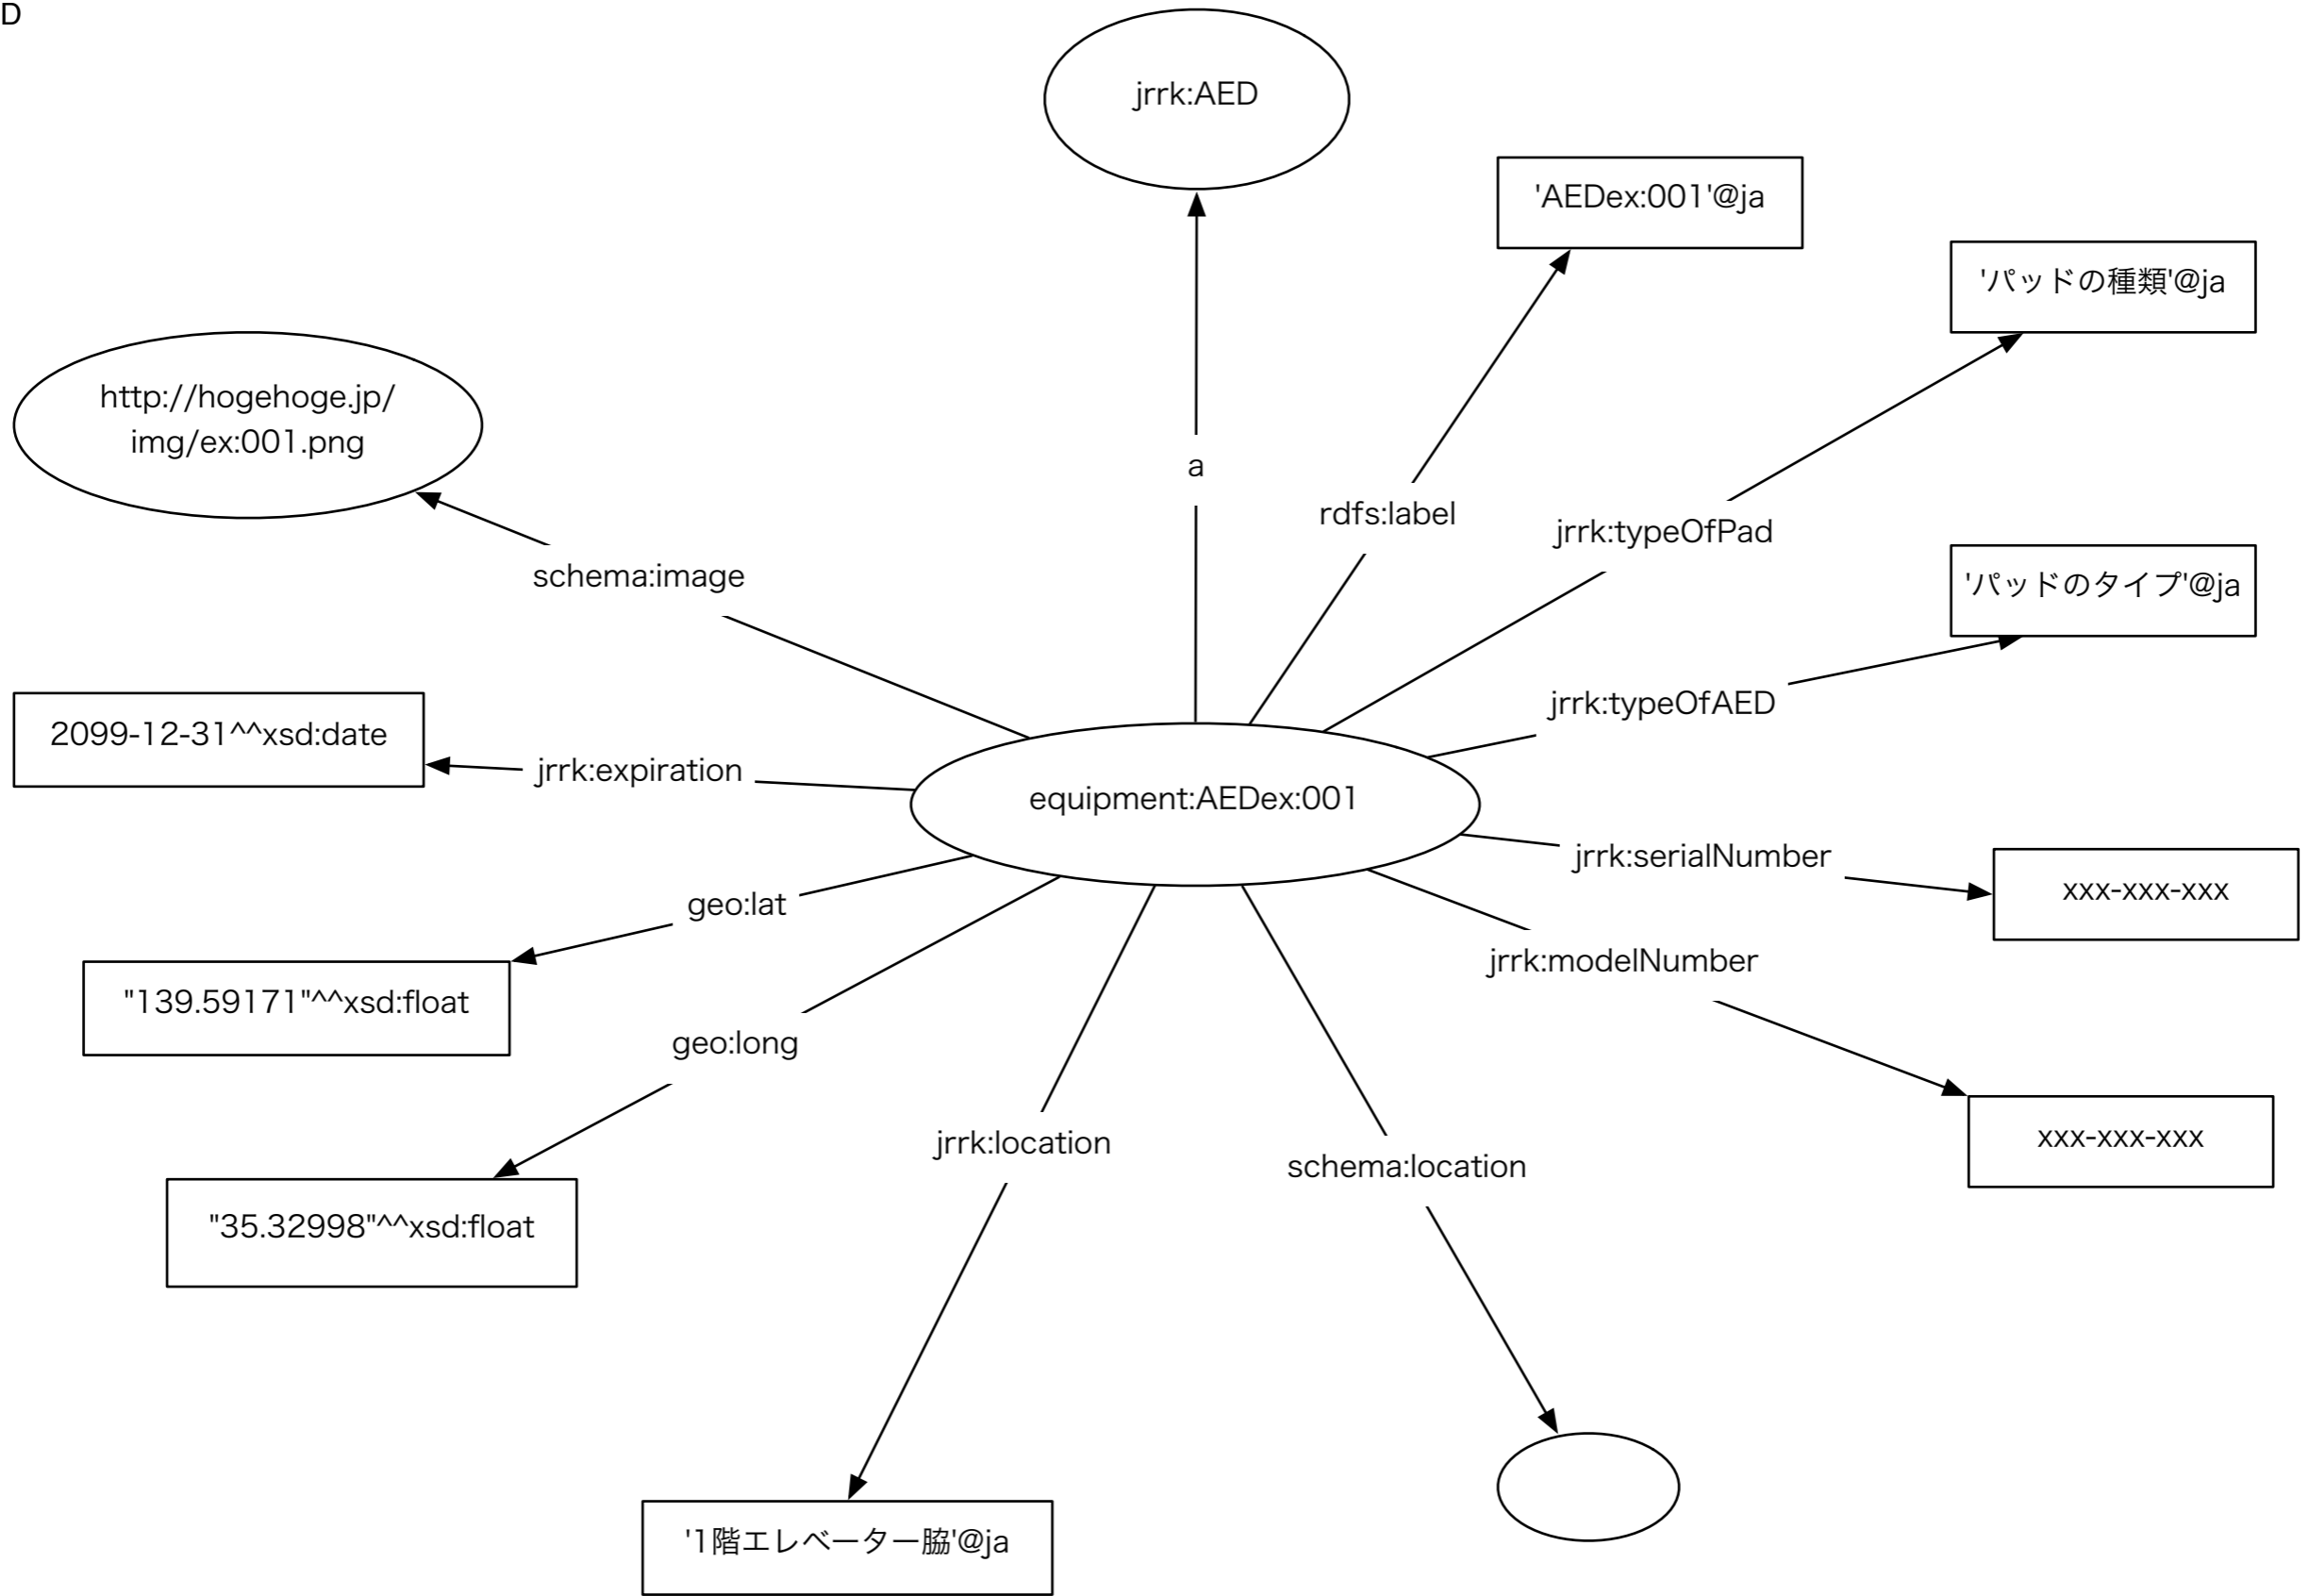 D
jrrk:AED
'AEDex:001'@ja
'パッドの種類'@ja
http://hogehoge.jp/
img/ex:001.png
a
rdfs:label
jrrk:typeOfPad
schema:image
'パッドのタイプ'@ja
jrrk:typeOfAED
2099-12-31^^xsd:date
jrrk:expiration
equipment:AEDex:001
jrrk:serialNumber
xxx-xxx-xxx
geo:lat
jrrk:modelNumber
"139.59171"^^xsd:float
geo:long
xxx-xxx-xxx
jrrk:location
schema:location
"35.32998"^^xsd:float
'1階エレベーター脇'@ja